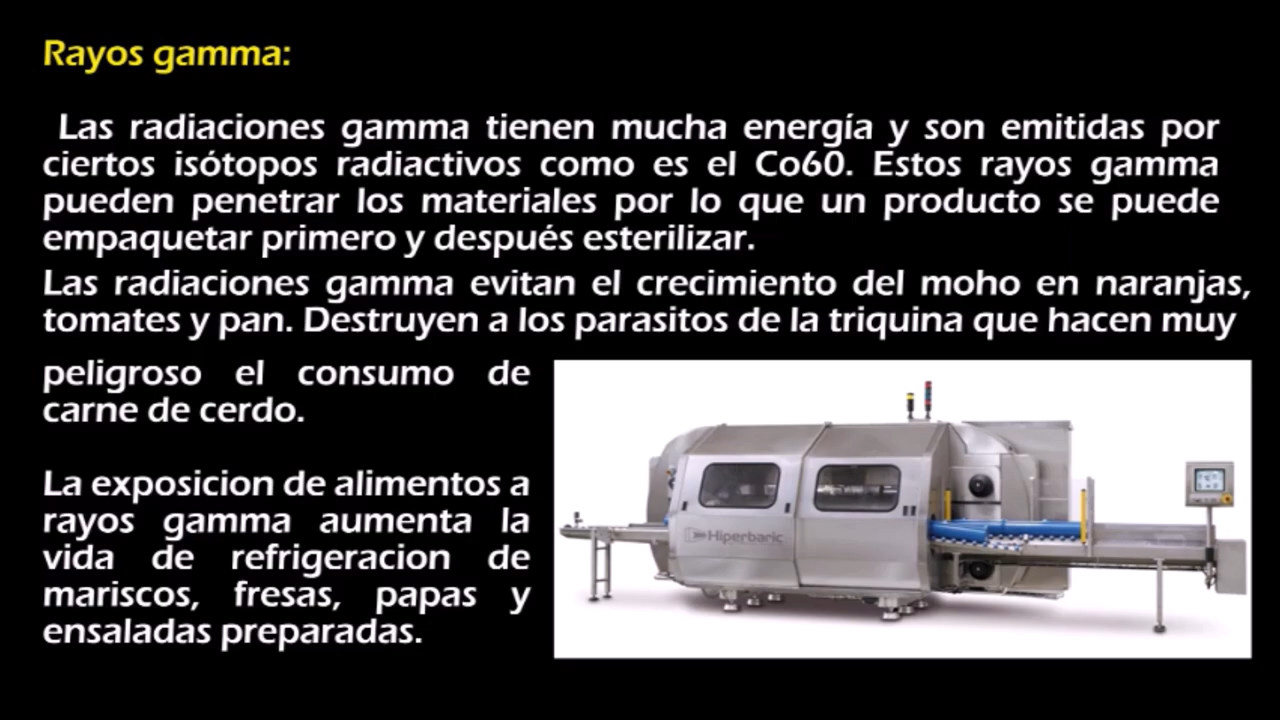 Rayos gamma:
Las radiaciones gamma tienen mucha energía y son emitidas por
ciertos isótopos radiactivos como es el Co60. Estos rayos gamma
pueden penetrar los materiales por lo que un producto se puede
empaquetar primero y después esterilizar.
Las radiaciones gamma evitan el crecimiento del moho en naranjas,
tomates y pan. Destruyen a los parasitos de la triquina que hacen muy
peligroso el consumo de
carne de cerdo.
La exposicion de alimentos a
rayos gamma aumenta la
vida de refrigeracion de
mariscos, fresas, papas y
ensaladas preparadas.
Hiperbaric